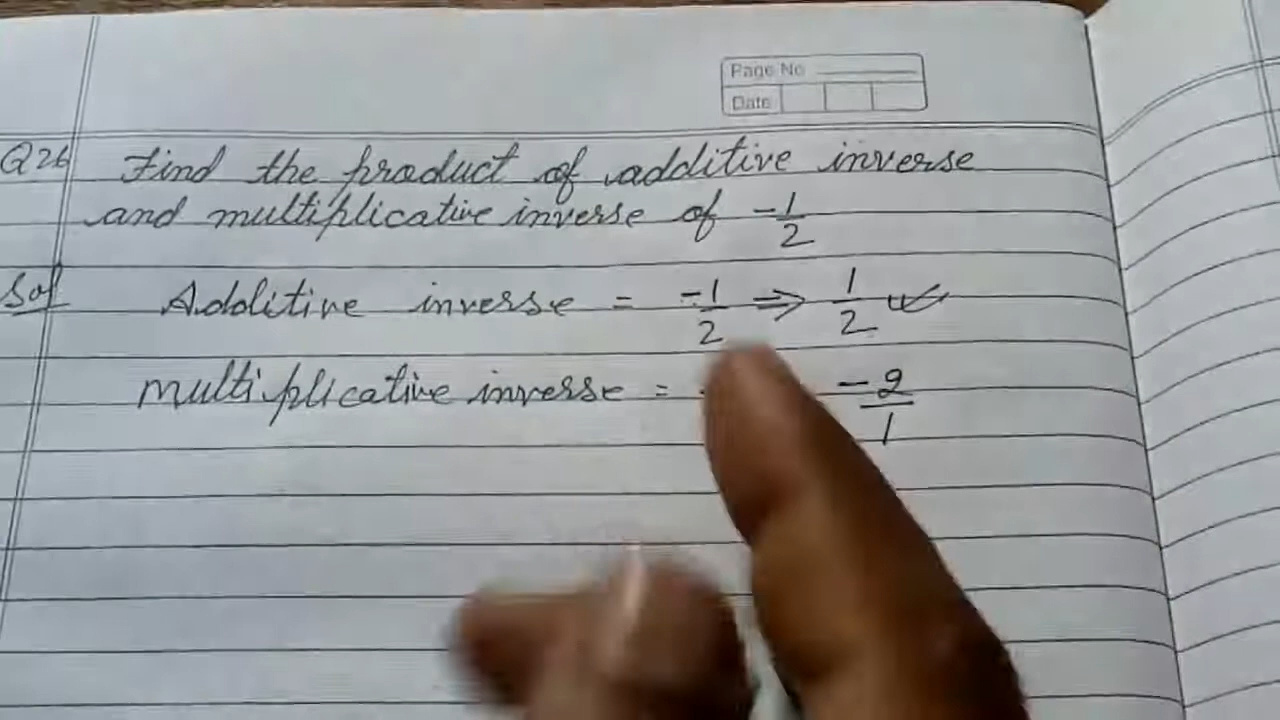 Page No
Date
Q26 Find the product of additive inverse
and multiplicative inverse of -1/2
Sol Additive inverse = -1/2 ⇒ 1/2 ✓
multiplicative inverse = -2/1